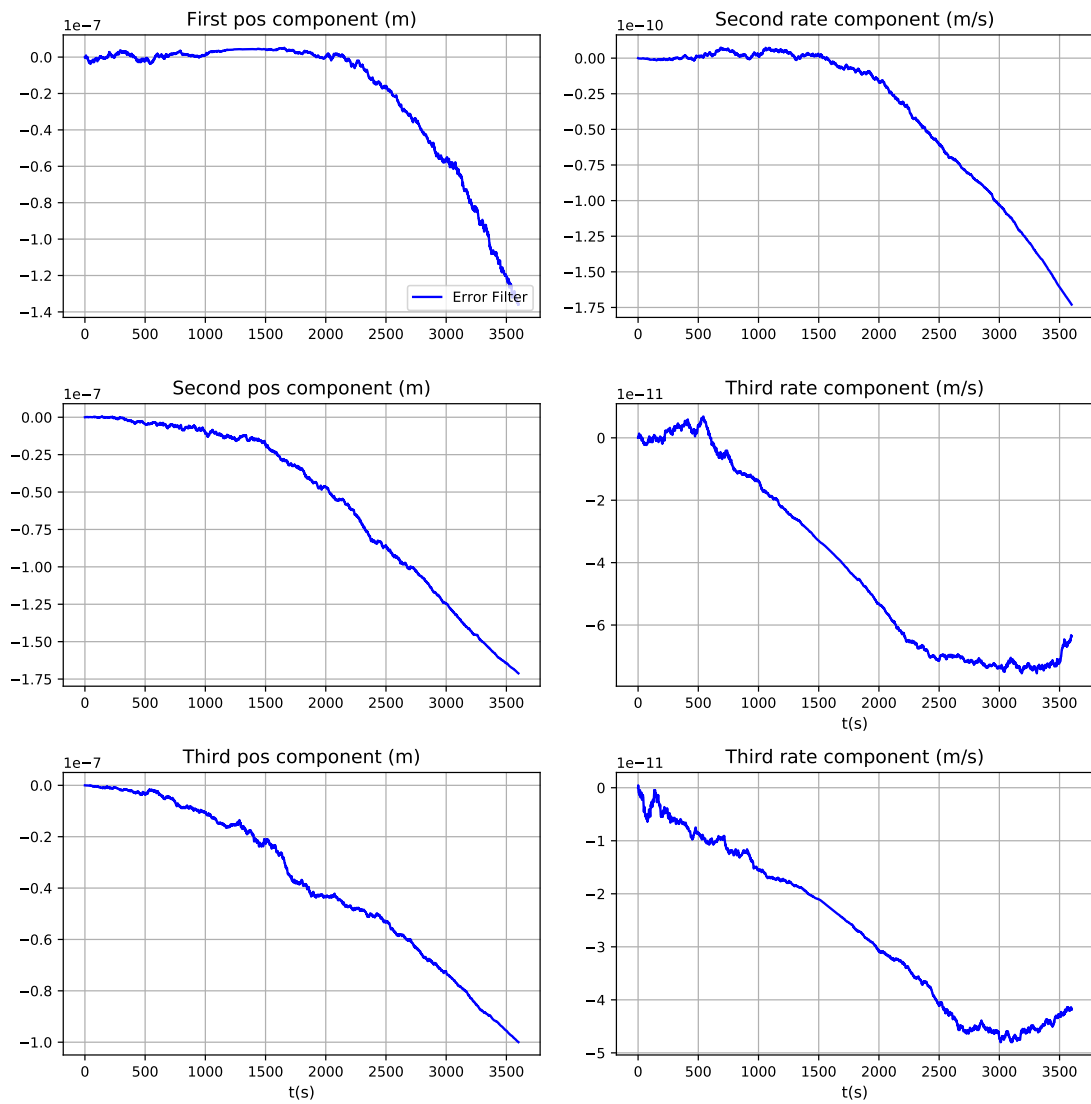 First pos component (m)
1e−7
0.0
−0.2
−0.4
−0.6
−0.8
−1.0
−1.2
−1.4
0 500 1000 1500 2000 2500 3000 3500
Error Filter
Second rate component (m/s)
1e−10
0.00
−0.25
−0.50
−0.75
−1.00
−1.25
−1.50
−1.75
0 500 1000 1500 2000 2500 3000 3500
Second pos component (m)
1e−7
0.00
−0.25
−0.50
−0.75
−1.00
−1.25
−1.50
−1.75
0 500 1000 1500 2000 2500 3000 3500
Third rate component (m/s)
1e−11
0
−2
−4
−6
0 500 1000 1500 2000 2500 3000 3500
t(s)
Third pos component (m)
1e−7
0.0
−0.2
−0.4
−0.6
−0.8
−1.0
0 500 1000 1500 2000 2500 3000 3500
t(s)
Third rate component (m/s)
1e−11
0
−1
−2
−3
−4
−5
0 500 1000 1500 2000 2500 3000 3500
t(s)